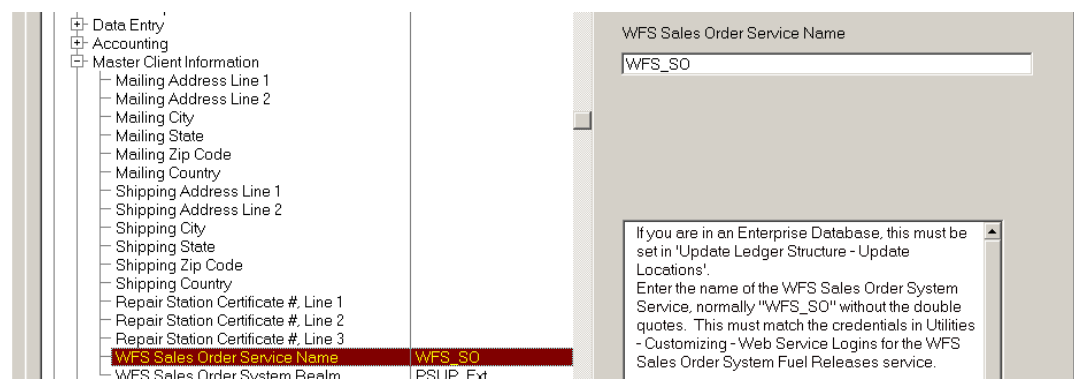 Data Entry
Accounting
Master Client Information
Mailing Address Line 1
Mailing Address Line 2
Mailing City
Mailing State
Mailing Zip Code
Mailing Country
Shipping Address Line 1
Shipping Address Line 2
Shipping City
Shipping State
Shipping Zip Code
Shipping Country
Repair Station Certificate #, Line 1
Repair Station Certificate #, Line 2
Repair Station Certificate #, Line 3
WFS Sales Order Service Name WFS_SO
WFS Sales Order System Realm PSUP_Ext
WFS Sales Order Service Name
WFS_SO
If you are in an Enterprise Database, this must be
set in 'Update Ledger Structure - Update
Locations'.
Enter the name of the WFS Sales Order System
Service, normally "WFS_SO" without the double
quotes. This must match the credentials in Utilities
- Customizing - Web Service Logins for the WFS
Sales Order System Fuel Releases service.